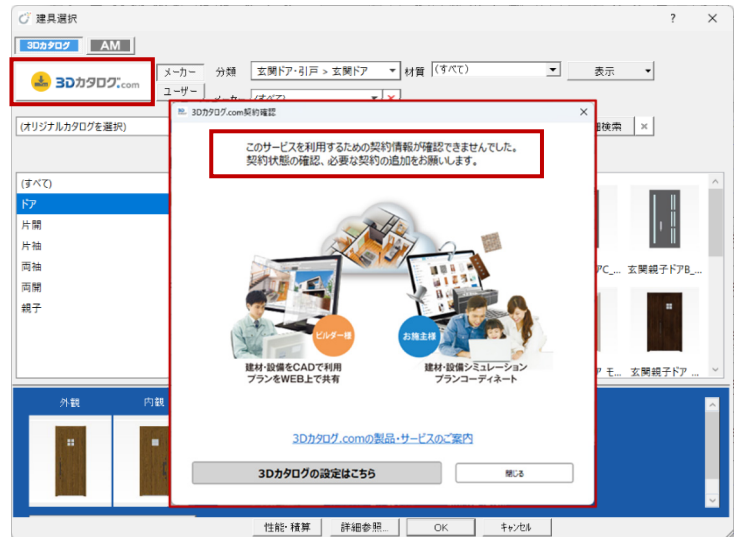 建具選択
? ×
3Dカタログ AM
3Dカタログ.com
メーカー 分類 玄関ドア・引戸 > 玄関ドア 材質 (すべて) 表示
ユーザー メーカー (すべて) ×
(オリジナルカタログを選択)
細検索 ×
3Dカタログ.com契約確認 ×
このサービスを利用するための契約情報が確認できませんでした。
契約状態の確認、必要な契約の追加をお願いします。
(すべて)
ドア
片開
片袖
両袖
両開
親子
アC_... 玄関親子ドアB_...
ア モ... 玄関親子ドア ...
ビルダー様
お施主様
建材・設備をCADで利用
プランをWEB上で共有
建材・設備シミュレーション
プランコーディネート
外観 内観
3Dカタログ.comの製品・サービスのご案内
3Dカタログの設定はこちら 閉じる
性能・積算 詳細参照... OK キャンセル